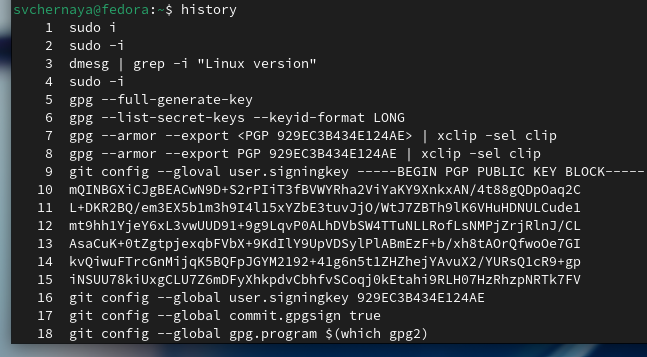 svchernaya@fedora:~$ history
1 sudo i
2 sudo -i
3 dmesg | grep -i "Linux version"
4 sudo -i
5 gpg --full-generate-key
6 gpg --list-secret-keys --keyid-format LONG
7 gpg --armor --export <PGP 929EC3B434E124AE> | xclip -sel clip
8 gpg --armor --export PGP 929EC3B434E124AE | xclip -sel clip
9 git config --gloval user.signingkey -----BEGIN PGP PUBLIC KEY BLOCK-----
10 mQINBGXiCJgBEACwN9D+S2rPIiT3fBVWYRha2ViYaKY9XnkxAN/4t88gQDpOaq2C
11 L+DKR2BQ/em3EX5b1m3h9I4l15xYZbE3tuvJjO/WtJ7ZBTh9lK6VHuHDNULCude1
12 mt9hh1YjeY6xL3vwUUD91+9g9LqvP0ALhDVbSW4TTuNLLRofLsNMPjZrjRlnJ/CL
13 AsaCuK+0tZgtpjexqbFVbX+9KdIlY9UpVDSylPlABmEzF+b/xh8tAOrQfwoOe7GI
14 kvQiwuFTrcGnMijqK5BQFpJGYM2192+41g6n5t1ZHZhejYAvuX2/YURsQ1cR9+gp
15 iNSUU78kiUxgCLU7Z6mDFyXhkpdvCbhfvSCoqj0kEtahi9RLH07HzRhzpNRTk7FV
16 git config --global user.signingkey 929EC3B434E124AE
17 git config --global commit.gpgsign true
18 git config --global gpg.program $(which gpg2)